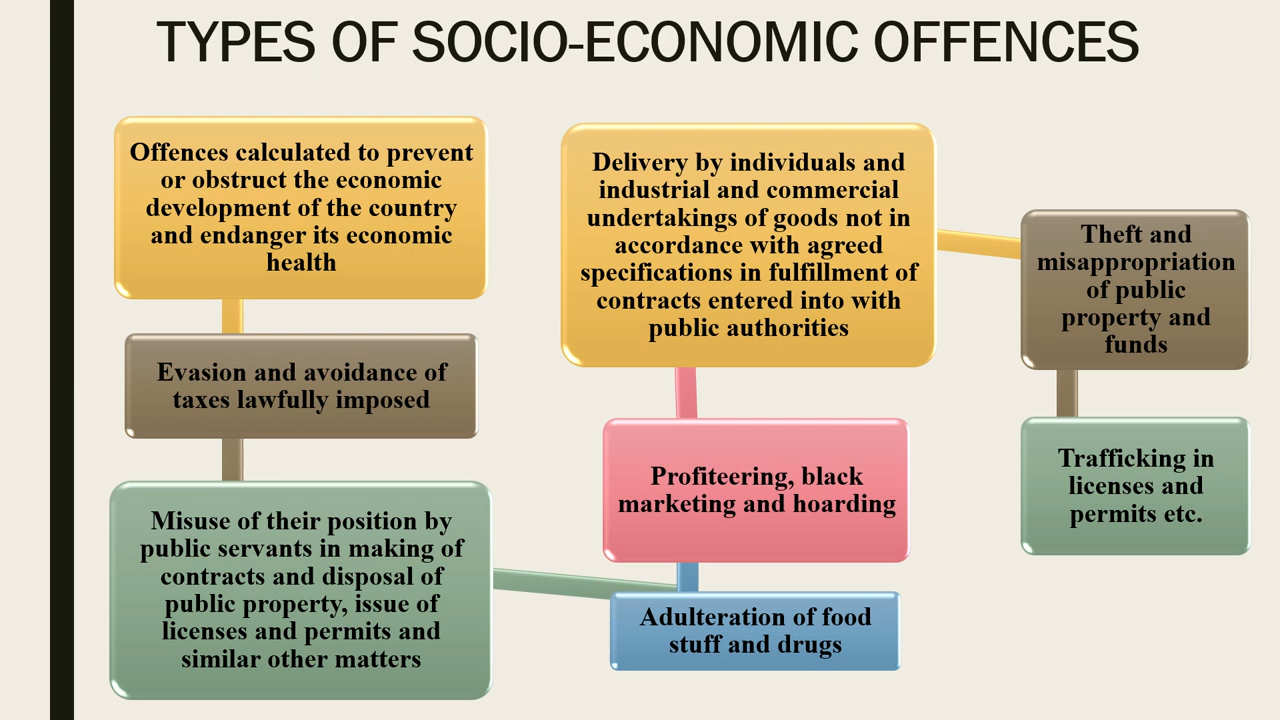 TYPES OF SOCIO-ECONOMIC OFFENCES
Offences calculated to prevent
or obstruct the economic
development of the country
and endanger its economic
health
Evasion and avoidance of
taxes lawfully imposed
Misuse of their position by
public servants in making of
contracts and disposal of
public property, issue of
licenses and permits and
similar other matters
Adulteration of food
stuff and drugs
Profiteering, black
marketing and hoarding
Delivery by individuals and
industrial and commercial
undertakings of goods not in
accordance with agreed
specifications in fulfillment of
contracts entered into with
public authorities
Theft and
misappropriation
of public
property and
funds
Trafficking in
licenses and
permits etc.